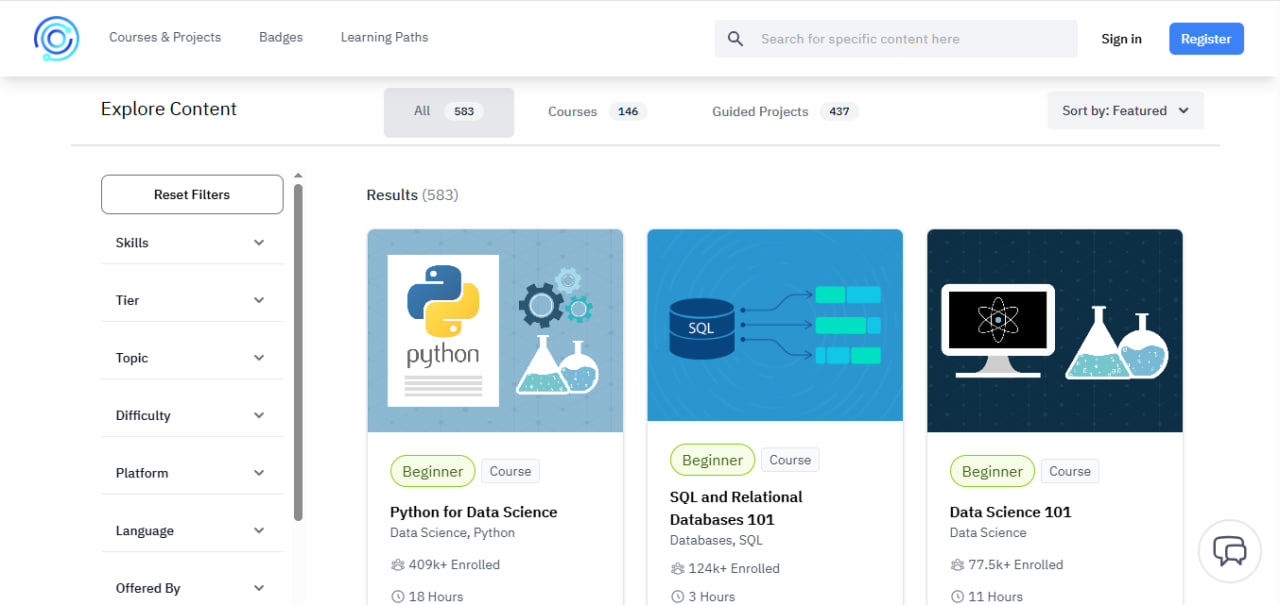 Courses & Projects Badges Learning Paths Search for specific content here Sign in Register
Explore Content All 583 Courses 146 Guided Projects 437 Sort by: Featured
Reset Filters
Skills
Tier
Topic
Difficulty
Platform
Language
Offered By
Results (583)
python
Beginner Course
Python for Data Science
Data Science, Python
409k+ Enrolled
18 Hours
SQL
Beginner Course
SQL and Relational
Databases 101
Databases, SQL
124k+ Enrolled
3 Hours
Beginner Course
Data Science 101
Data Science
77.5k+ Enrolled
11 Hours